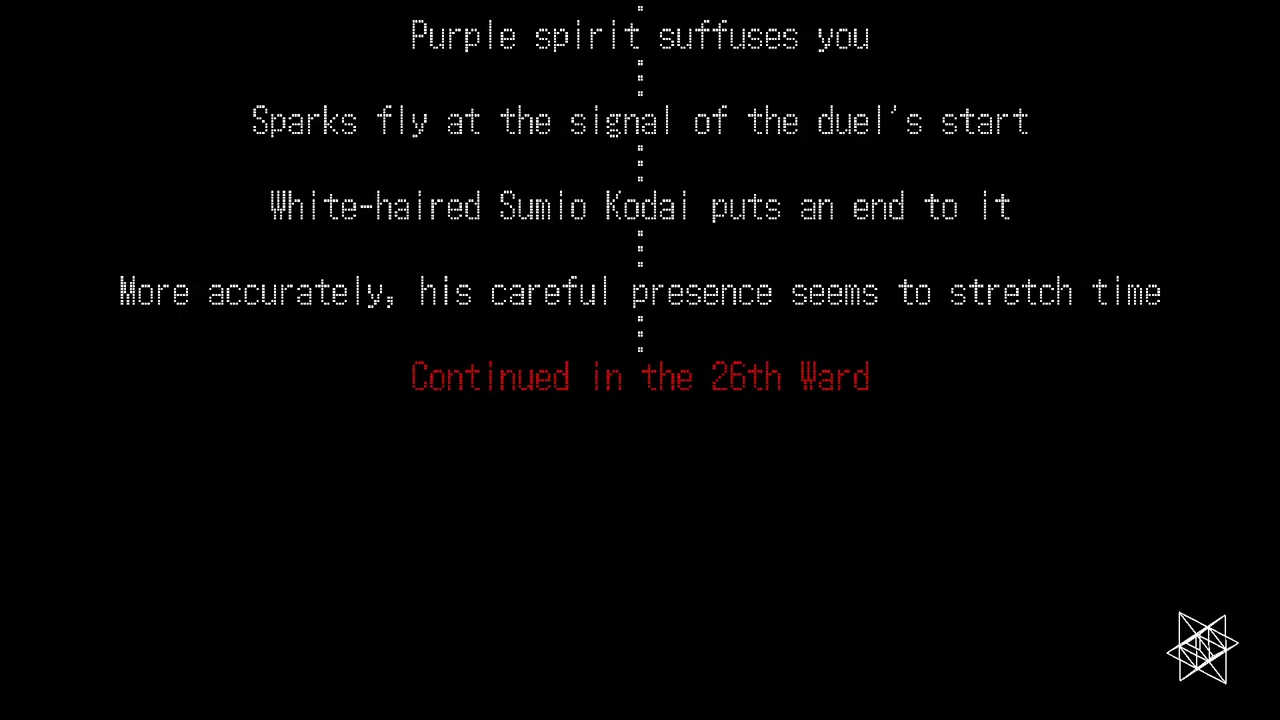 Purple spirit suffuses you
Sparks fly at the signal of the duel's start
White-haired Sumio Kodai puts an end to it
More accurately, his careful presence seems to stretch time
Continued in the 26th Ward